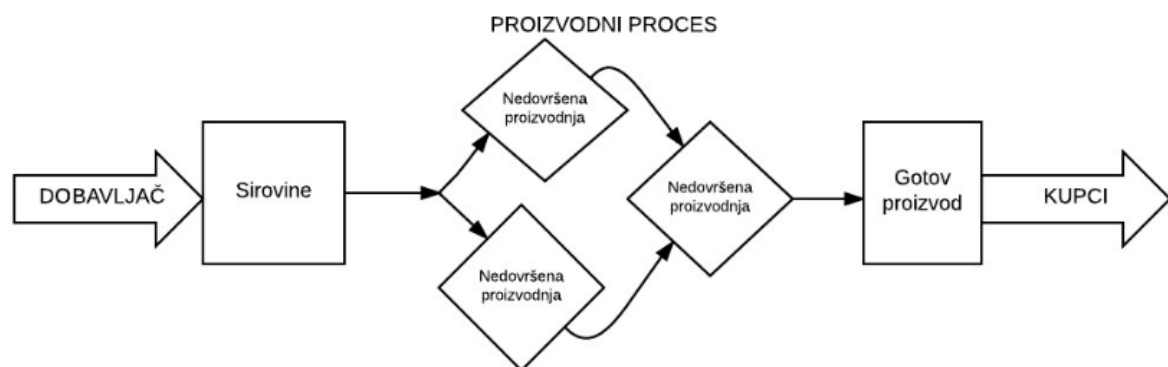 PROIZVODNI PROCES
DOBAVLJAČ
Sirovine
Nedovršena
proizvodnja
Nedovršena
proizvodnja
Nedovršena
proizvodnja
Gotov
proizvod
KUPCI